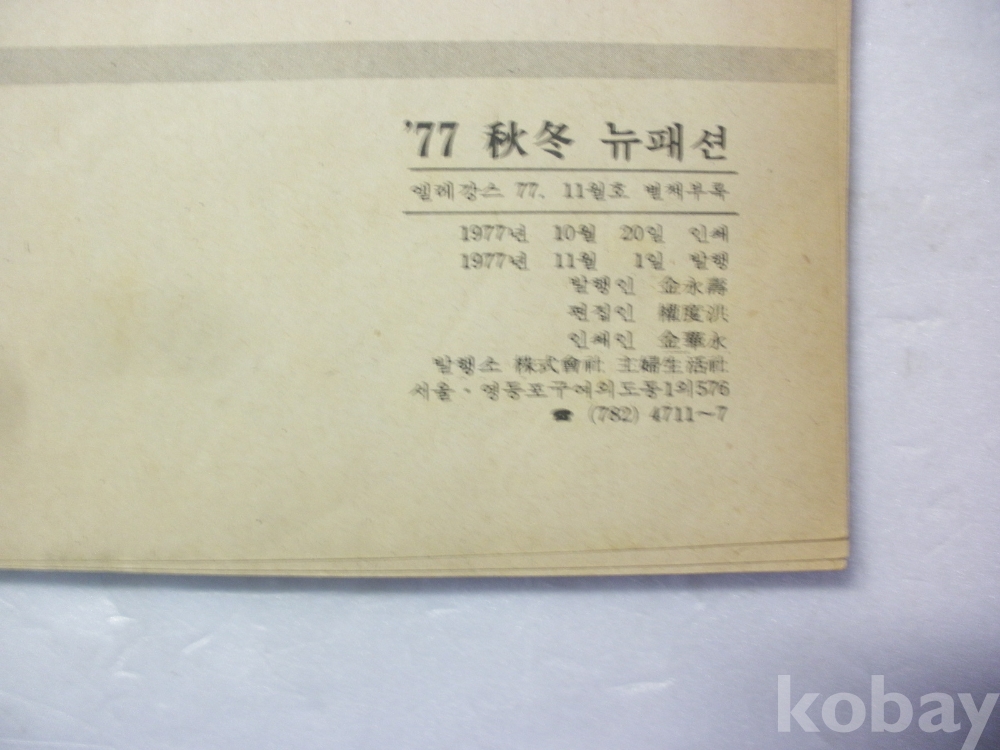 '77 秋冬 뉴패션
엘레강스 77. 11월호 별책부록
1977년 10월 20일 인쇄
1977년 11월 1일 발행
발행인 金永壽
편집인 權度洪
인쇄인 金華永
발행소 株式會社 主婦生活社
서울·영등포구여의도동1의576
☎ (782) 4711~7
kobay